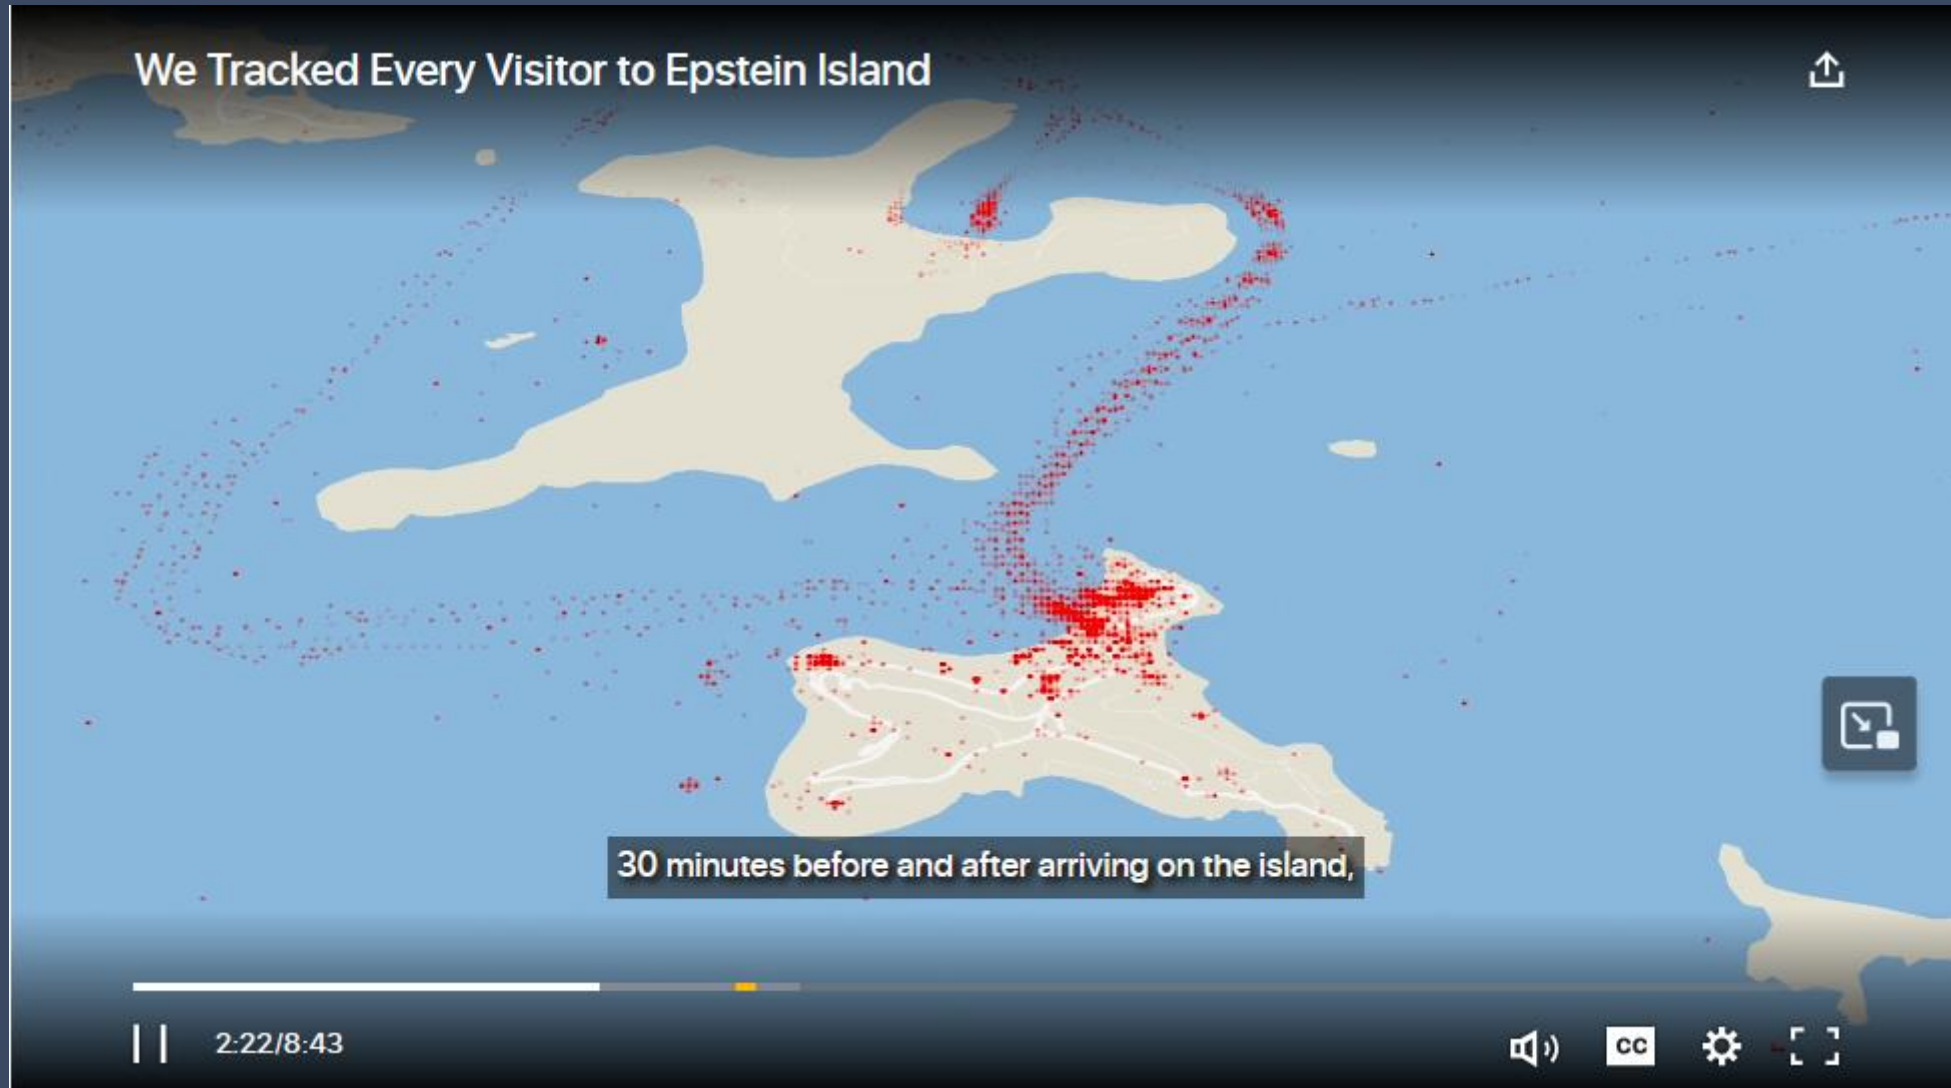 We Tracked Every Visitor to Epstein Island
30 minutes before and after arriving on the island,
2:22/8:43
CC